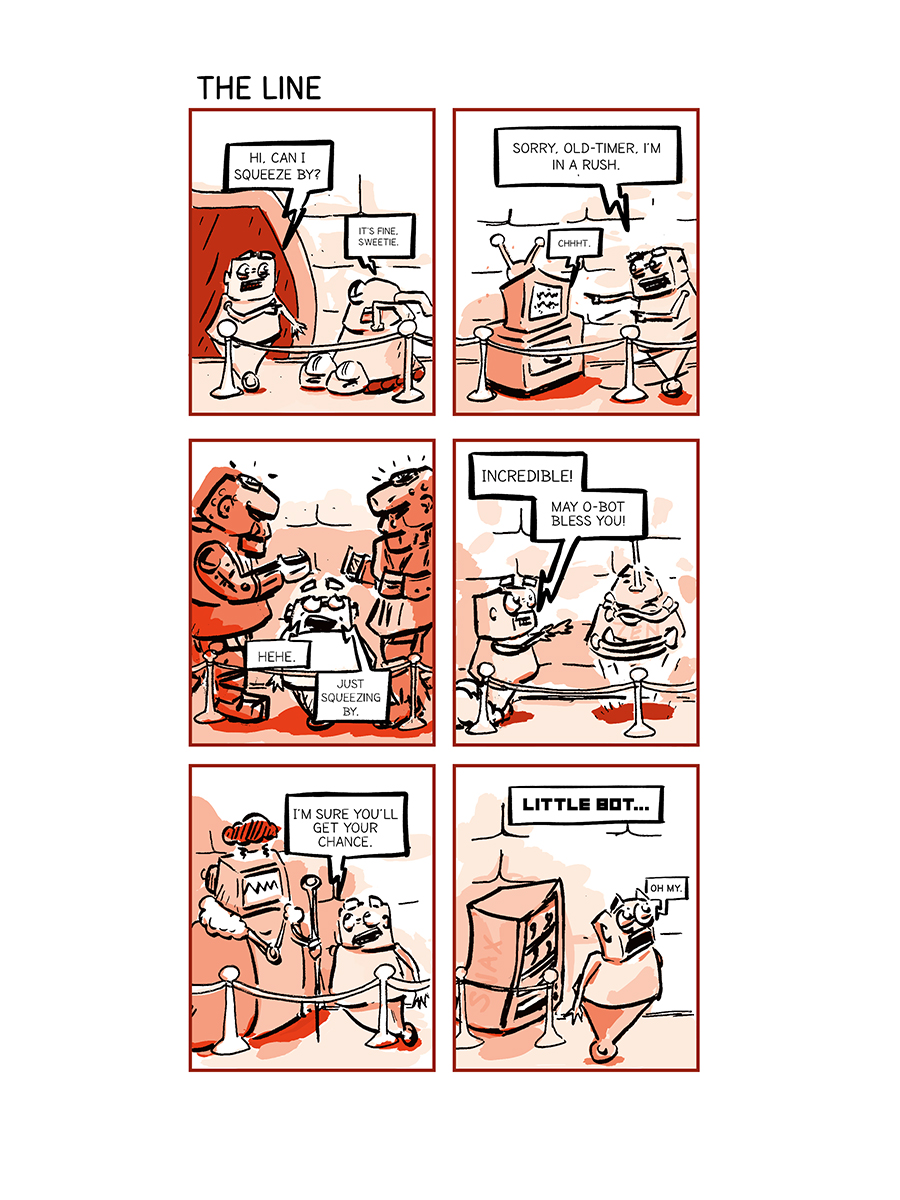 THE LINE
HI, CAN I
SQUEEZE BY?
IT'S FINE,
SWEETIE.
SORRY, OLD-TIMER, I'M
IN A RUSH.
CHHHT.
HEHE.
JUST
SQUEEZING
BY.
INCREDIBLE!
MAY O-BOT
BLESS YOU!
ZEN
I'M SURE YOU'LL
GET YOUR
CHANCE.
LITTLE BOT...
OH MY.